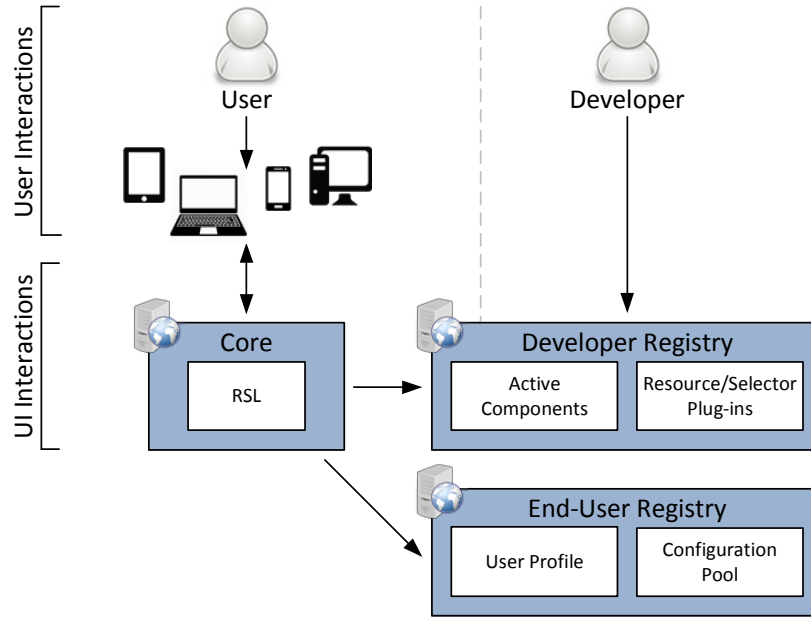 User Interactions
User
Developer
UI Interactions
Core
RSL
Developer Registry
Active
Components
Resource/Selector
Plug-ins
End-User Registry
User Profile
Configuration
Pool